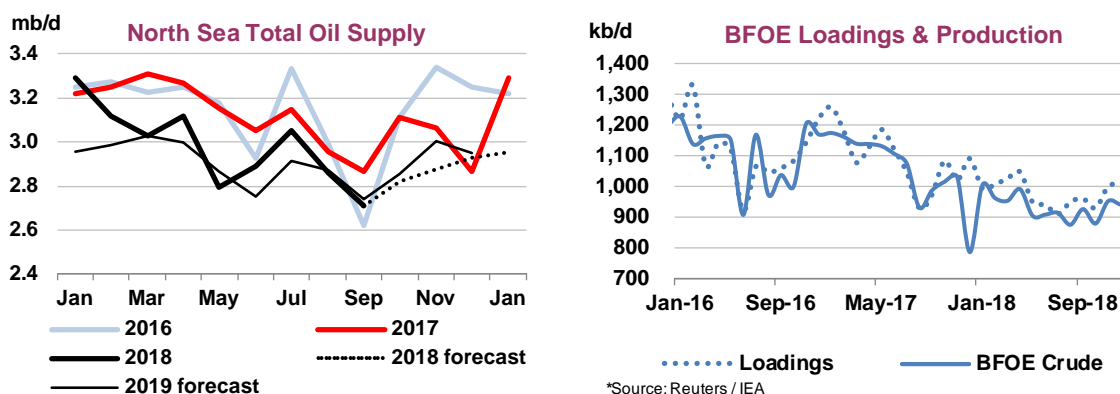 mb/d
North Sea Total Oil Supply
3.4
3.2
3.0
2.8
2.6
2.4
Jan Mar May Jul Sep Nov Jan
2016
2017
2018
2018 forecast
2019 forecast
kb/d
BFOE Loadings & Production
1,400
1,300
1,200
1,100
1,000
900
800
700
Jan-16 Sep-16 May-17 Jan-18 Sep-18
Loadings
BFOE Crude
*Source: Reuters / IEA